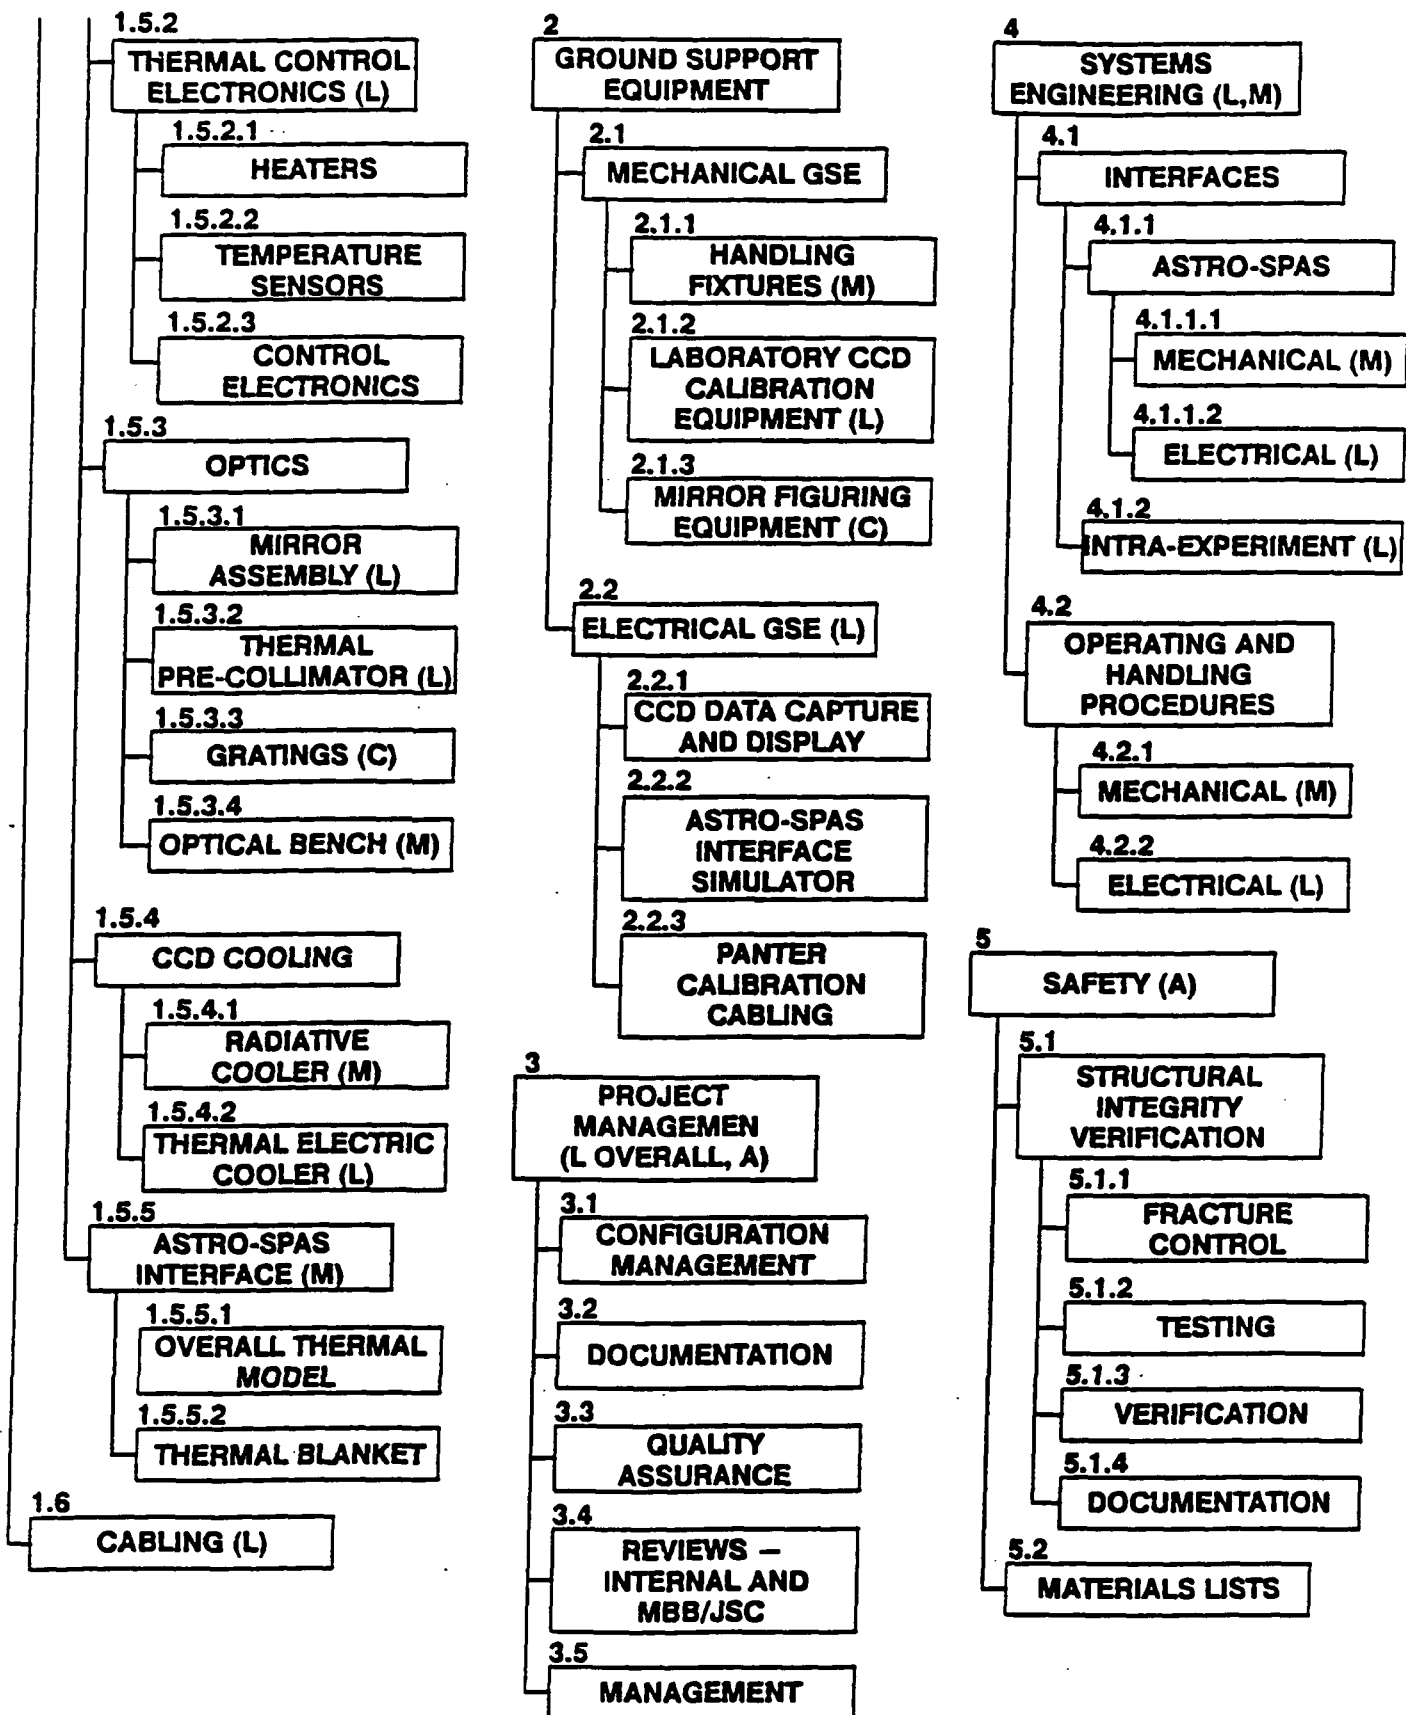 1.5.2
THERMAL CONTROL
ELECTRONICS (L)
1.5.2.1
HEATERS
1.5.2.2
TEMPERATURE
SENSORS
1.5.2.3
CONTROL
ELECTRONICS
1.5.3
OPTICS
1.5.3.1
MIRROR
ASSEMBLY (L)
1.5.3.2
THERMAL
PRE-COLLIMATOR (L)
1.5.3.3
GRATINGS (C)
1.5.3.4
OPTICAL BENCH (M)
1.5.4
CCD COOLING
1.5.4.1
RADIATIVE
COOLER (M)
1.5.4.2
THERMAL ELECTRIC
COOLER (L)
1.5.5
ASTRO-SPAS
INTERFACE (M)
1.5.5.1
OVERALL THERMAL
MODEL
1.5.5.2
THERMAL BLANKET
1.6
CABLING (L)
2
GROUND SUPPORT
EQUIPMENT
2.1
MECHANICAL GSE
2.1.1
HANDLING
FIXTURES (M)
2.1.2
LABORATORY CCD
CALIBRATION
EQUIPMENT (L)
2.1.3
MIRROR FIGURING
EQUIPMENT (C)
2.2
ELECTRICAL GSE (L)
2.2.1
CCD DATA CAPTURE
AND DISPLAY
2.2.2
ASTRO-SPAS
INTERFACE
SIMULATOR
2.2.3
PANTER
CALIBRATION
CABLING
3
PROJECT
MANAGEMEN
(L OVERALL, A)
3.1
CONFIGURATION
MANAGEMENT
3.2
DOCUMENTATION
3.3
QUALITY
ASSURANCE
3.4
REVIEWS –
INTERNAL AND
MBB/JSC
3.5
MANAGEMENT
4
SYSTEMS
ENGINEERING (L,M)
4.1
INTERFACES
4.1.1
ASTRO-SPAS
4.1.1.1
MECHANICAL (M)
4.1.1.2
ELECTRICAL (L)
4.1.2
INTRA-EXPERIMENT (L)
4.2
OPERATING AND
HANDLING
PROCEDURES
4.2.1
MECHANICAL (M)
4.2.2
ELECTRICAL (L)
5
SAFETY (A)
5.1
STRUCTURAL
INTEGRITY
VERIFICATION
5.1.1
FRACTURE
CONTROL
5.1.2
TESTING
5.1.3
VERIFICATION
5.1.4
DOCUMENTATION
5.2
MATERIALS LISTS